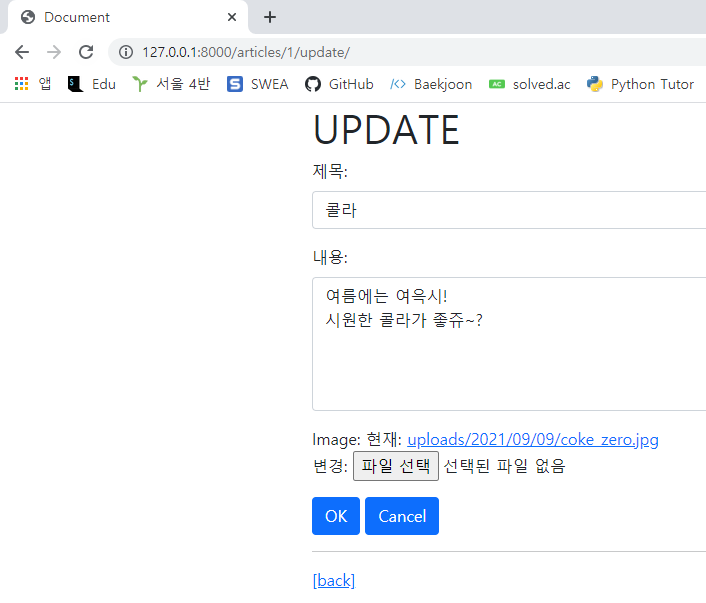 Document
127.0.0.1:8000/articles/1/update/
앱 Edu 서울 4반 SWEA GitHub Baekjoon AC solved.ac Python Tutor
UPDATE
제목:
콜라
내용:
여름에는 여윽시!
시원한 콜라가 좋쥬~?
Image: 현재: uploads/2021/09/09/coke_zero.jpg
변경: 파일 선택 선택된 파일 없음
OK Cancel
[back]